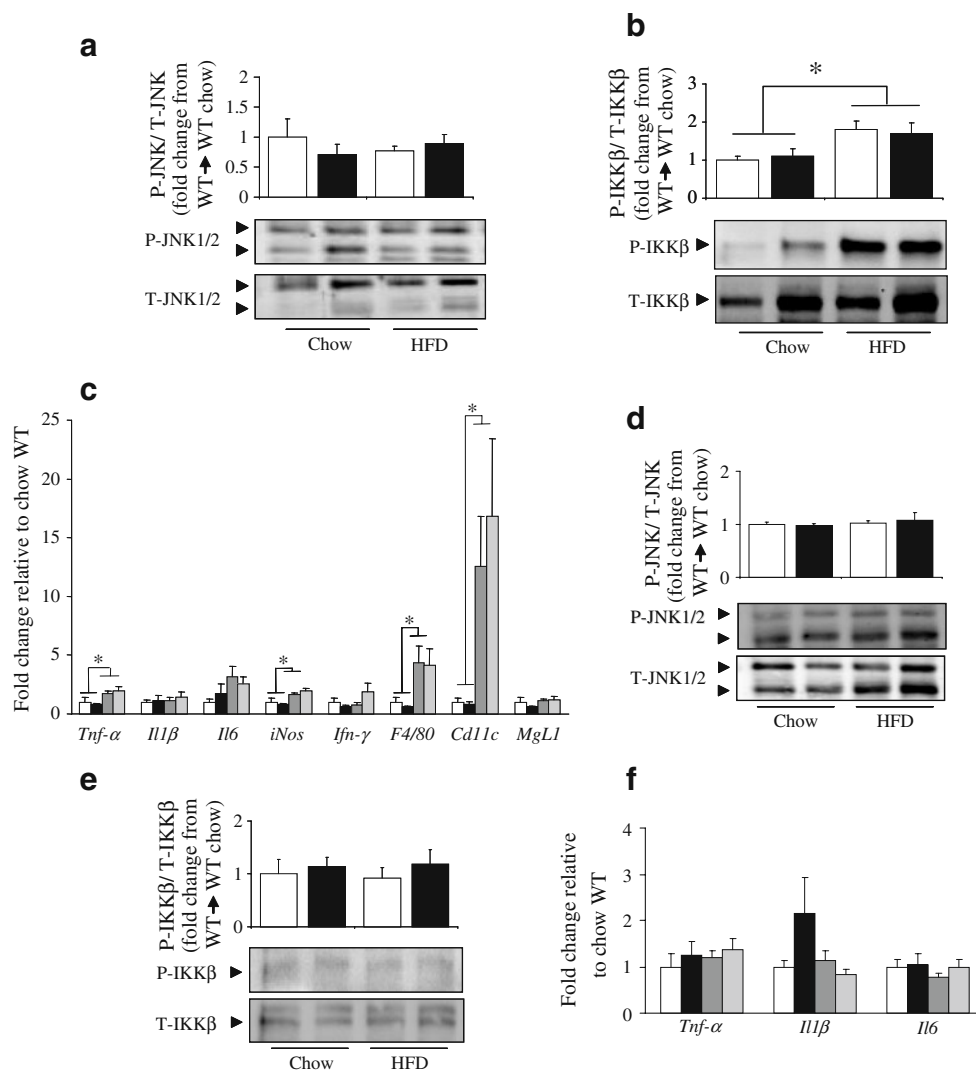 a
P-JNK/ T-JNK
(fold change from
WT➔ WT chow)
2
1.5
1
0.5
0
P-JNK1/2
T-JNK1/2
Chow HFD
b
P-IKKβ/ T-IKKβ
(fold change from
WT➔ WT chow)
3
2
1
0
*
P-IKKβ
T-IKKβ
Chow HFD
c
Fold change relative to chow WT
25
20
15
10
5
0
* * * *
Tnf-α Il1β Il6 iNos Ifn-γ F4/80 Cd11c MgL1
d
P-JNK/ T-JNK
(fold change from
WT➔ WT chow)
2
1
0
P-JNK1/2
T-JNK1/2
Chow HFD
e
P-IKKβ/ T-IKKβ
(fold change from
WT➔ WT chow)
2
1
0
P-IKKβ
T-IKKβ
Chow HFD
f
Fold change relative
to chow WT
4
3
2
1
0
Tnf-α Il1β Il6